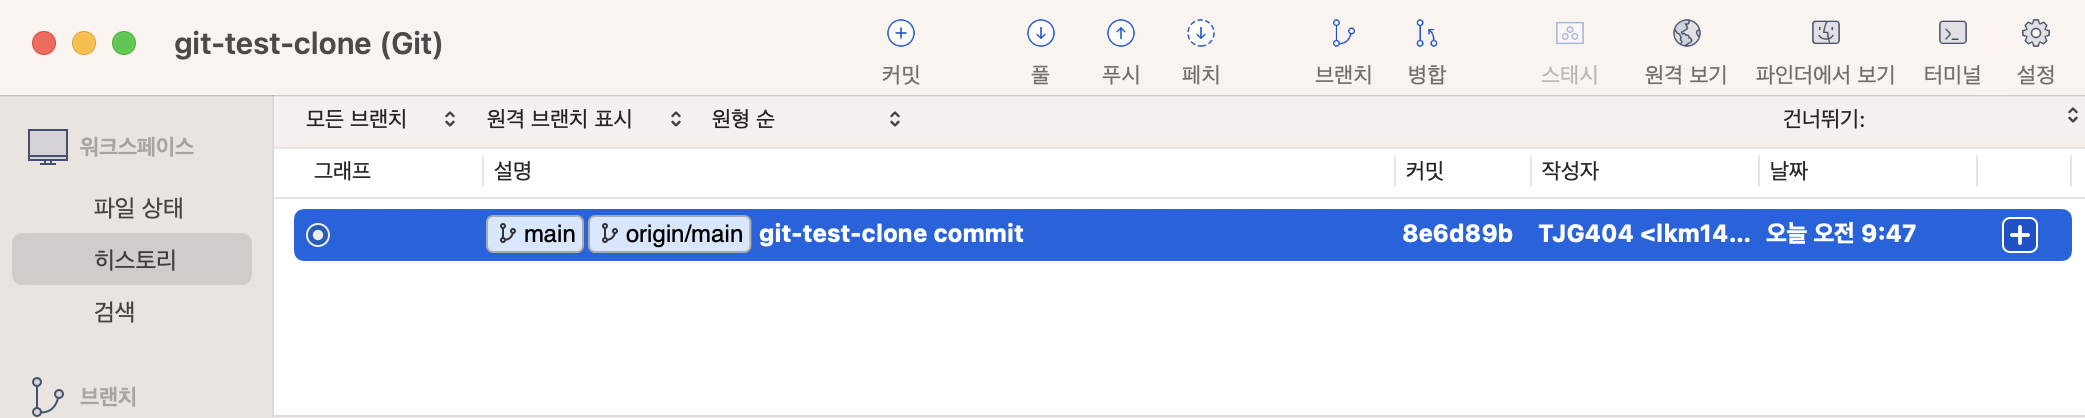 git-test-clone (Git)
커밋 풀 푸시 페치 브랜치 병합 스태시 원격 보기 파인더에서 보기 터미널 설정
워크스페이스
파일 상태
히스토리
검색
브랜치
모든 브랜치 원격 브랜치 표시 원형 순 건너뛰기:
그래프 설명 커밋 작성자 날짜
main origin/main git-test-clone commit 8e6d89b TJG404 <lkm14... 오늘 오전 9:47